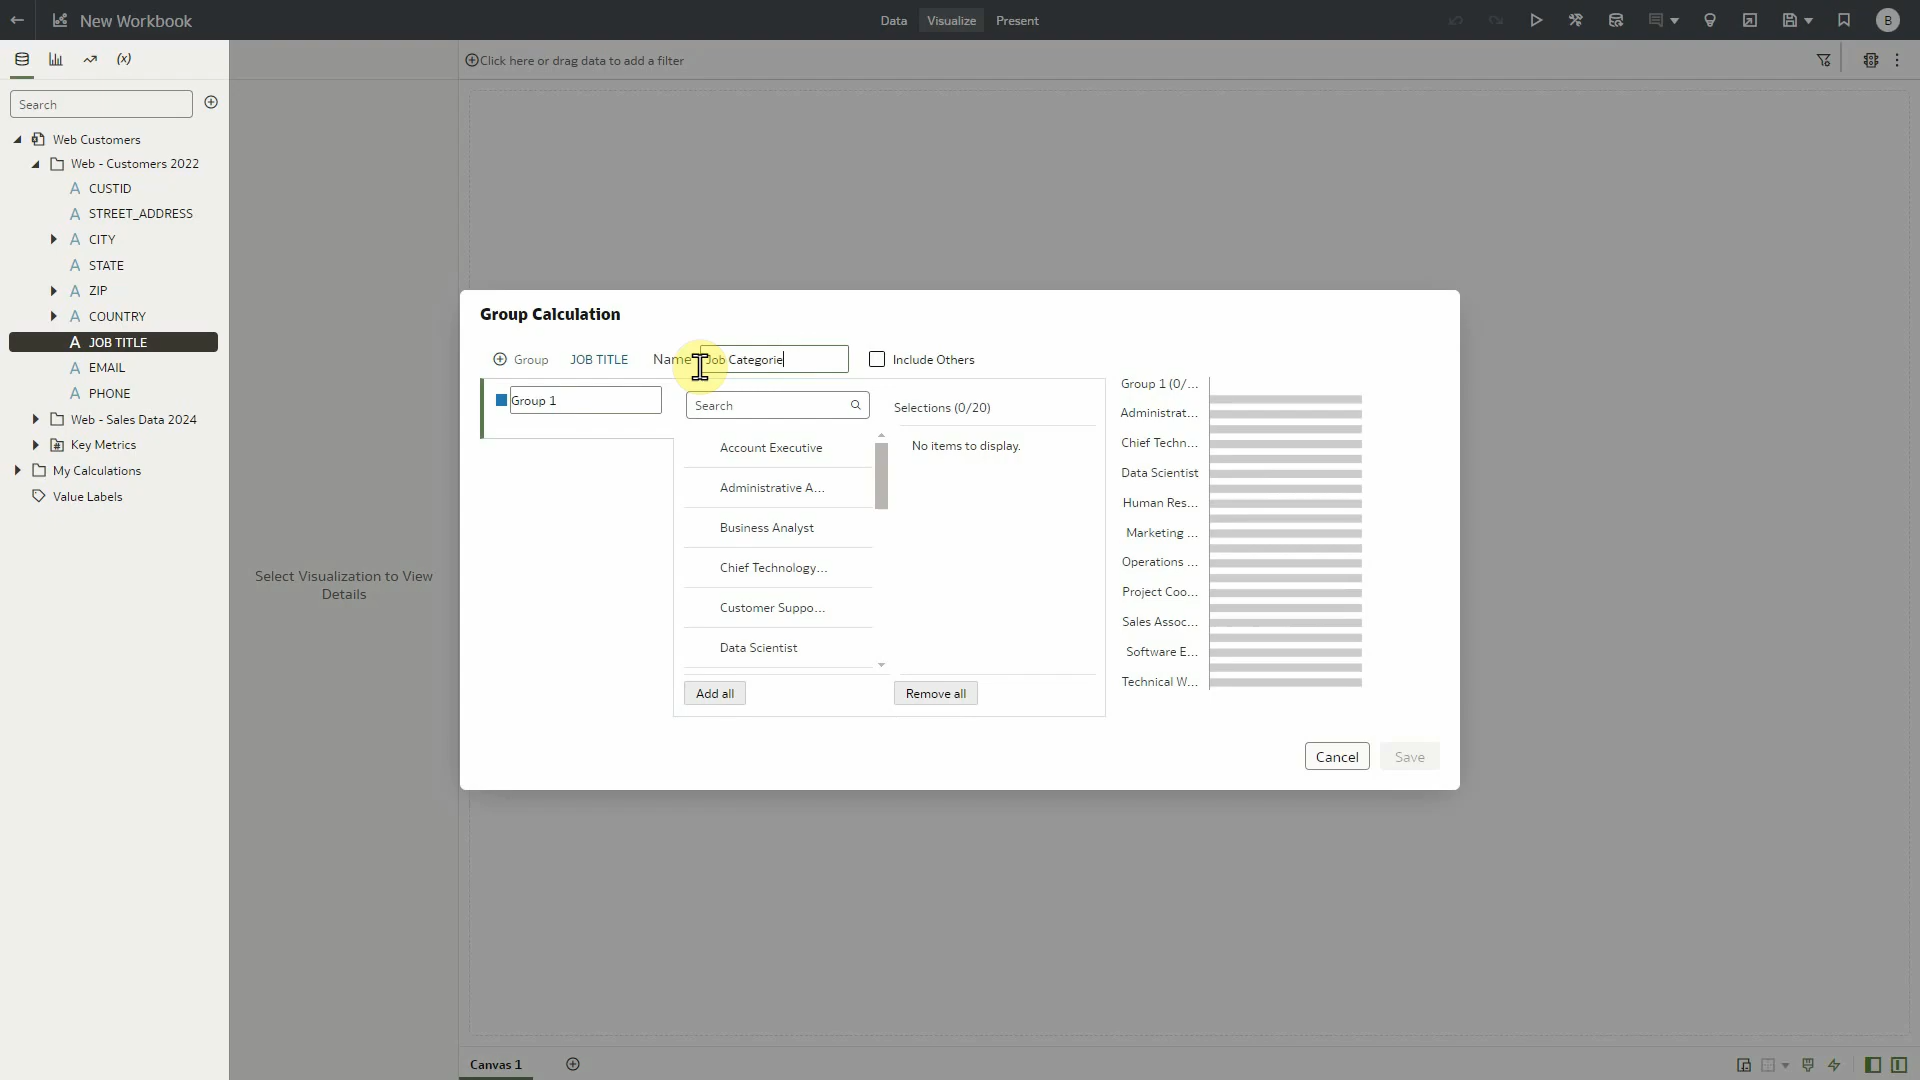 New Workbook
Data
Visualize
Present
B
(x)
Click here or drag data to add a filter
Search
Web Customers
Web - Customers 2022
A CUSTID
A STREET_ADDRESS
A CITY
A STATE
A ZIP
A COUNTRY
A JOB TITLE
A EMAIL
A PHONE
Web - Sales Data 2024
Key Metrics
My Calculations
Value Labels
Select Visualization to View
Details
Group Calculation
Group
JOB TITLE
Name
Job Categorie
Include Others
Group 1
Search
Account Executive
Administrative A...
Business Analyst
Chief Technology...
Customer Suppo...
Data Scientist
Add all
Selections (0/20)
No items to display.
Remove all
Group 1 (0/...
Administrat...
Chief Techn...
Data Scientist
Human Res...
Marketing ...
Operations ...
Project Coo...
Sales Assoc...
Software E...
Technical W...
Cancel
Save
Canvas 1